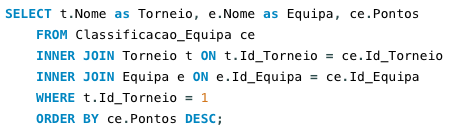 SELECT t.Nome as Torneio, e.Nome as Equipa, ce.Pontos
FROM Classificacao_Equipa ce
INNER JOIN Torneio t ON t.Id_Torneio = ce.Id_Torneio
INNER JOIN Equipa e ON e.Id_Equipa = ce.Id_Equipa
WHERE t.Id_Torneio = 1
ORDER BY ce.Pontos DESC;